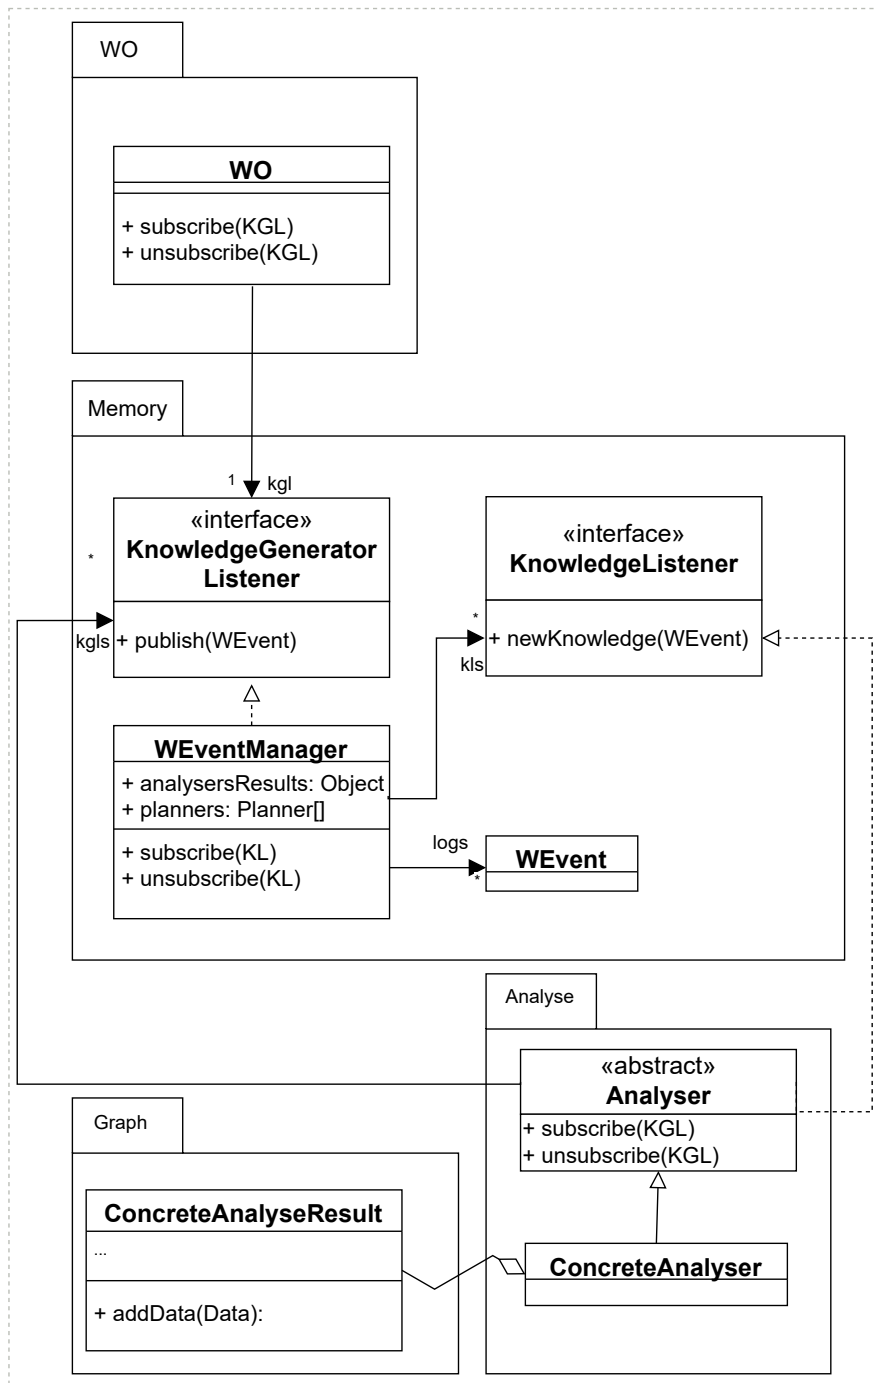 WO
WO
+ subscribe(KGL)
+ unsubscribe(KGL)
Memory
1 kgl
«interface»
KnowledgeGenerator
Listener
*
kgls
+ publish(WEvent)
«interface»
KnowledgeListener
*
+ newKnowledge(WEvent)
kls
WEventManager
+ analysersResults: Object
+ planners: Planner[]
+ subscribe(KL)
+ unsubscribe(KL)
logs
*
WEvent
Analyse
«abstract»
Analyser
+ subscribe(KGL)
+ unsubscribe(KGL)
Graph
ConcreteAnalyseResult
...
+ addData(Data):
ConcreteAnalyser